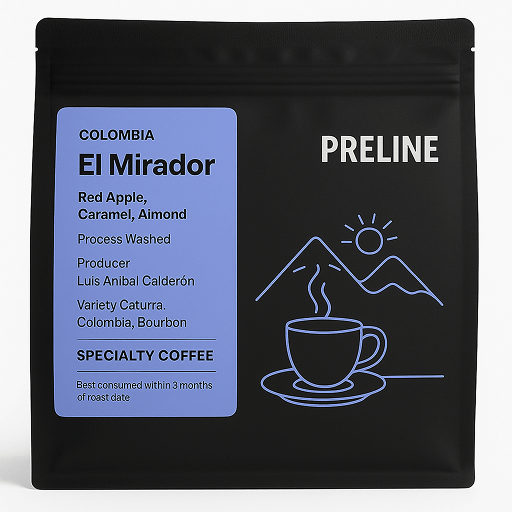 COLOMBIA
El Mirador
Red Apple,
Caramel, Almond
Process Washed
Producer
Luis Anibal Calderón
Variety Caturra.
Colombia, Bourbon
SPECIALTY COFFEE
Best consumed within 3 months
of roast date
PRELINE